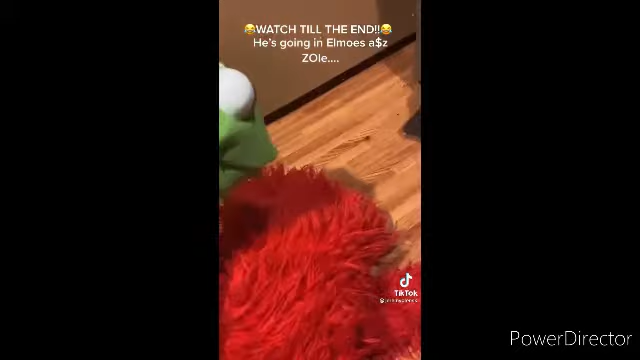 😂WATCH TILL THE END!!😂
He's going in Elmoes a$z
ZOle....
TikTok
PowerDirector